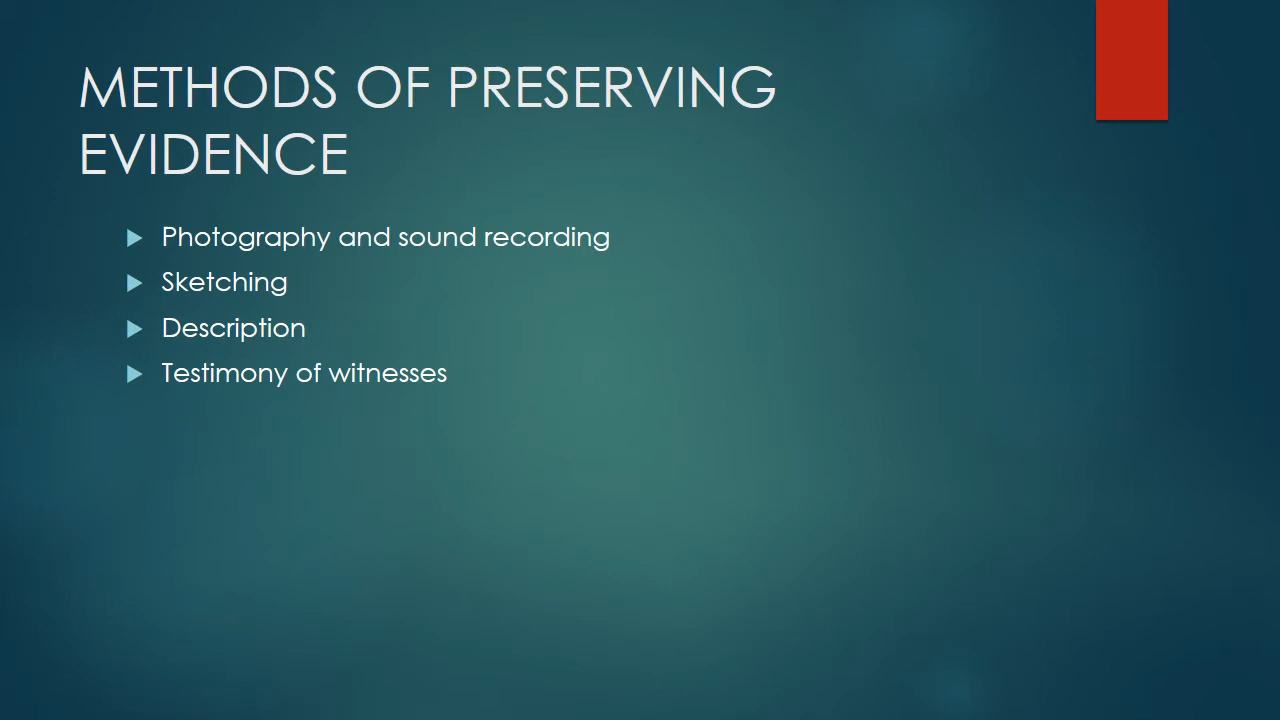 METHODS OF PRESERVING
EVIDENCE
Photography and sound recording
Sketching
Description
Testimony of witnesses